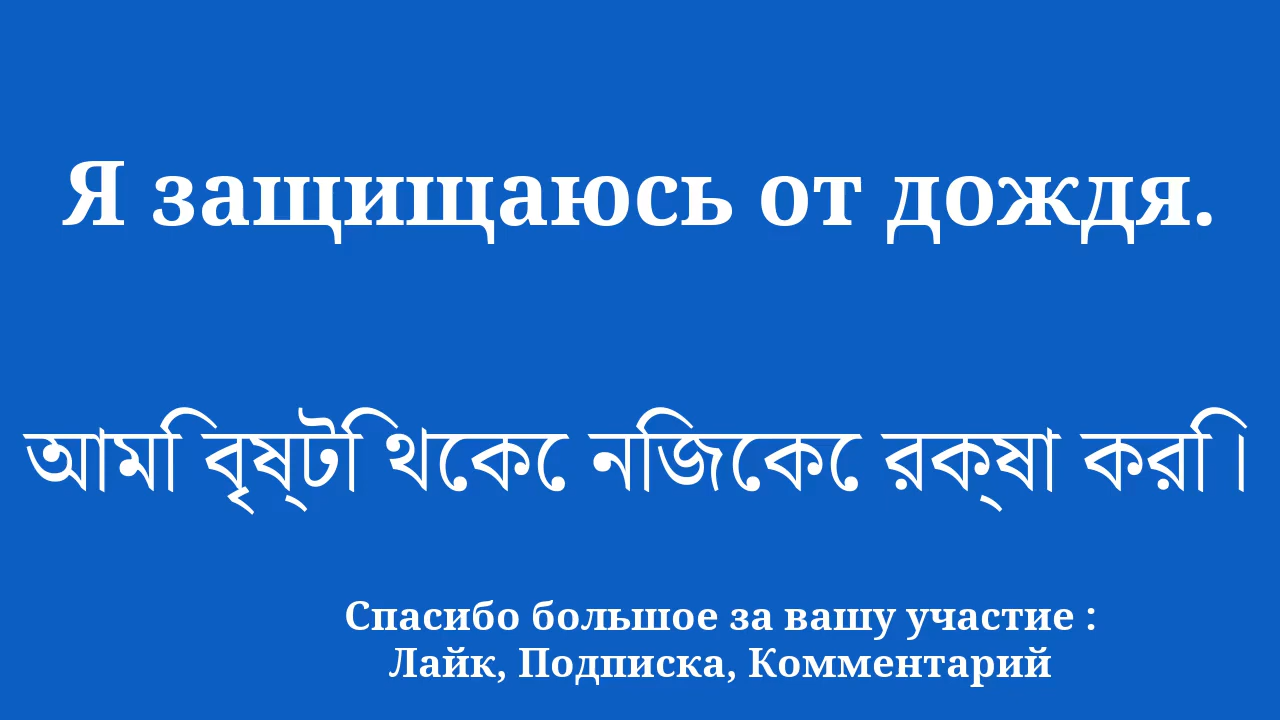 Я защищаюсь от дождя.
আমি বৃষ্টি থেকে নিজেকে রক্ষা করি।
Спасибо большое за вашу участие :
Лайк, Подписка, Комментарий